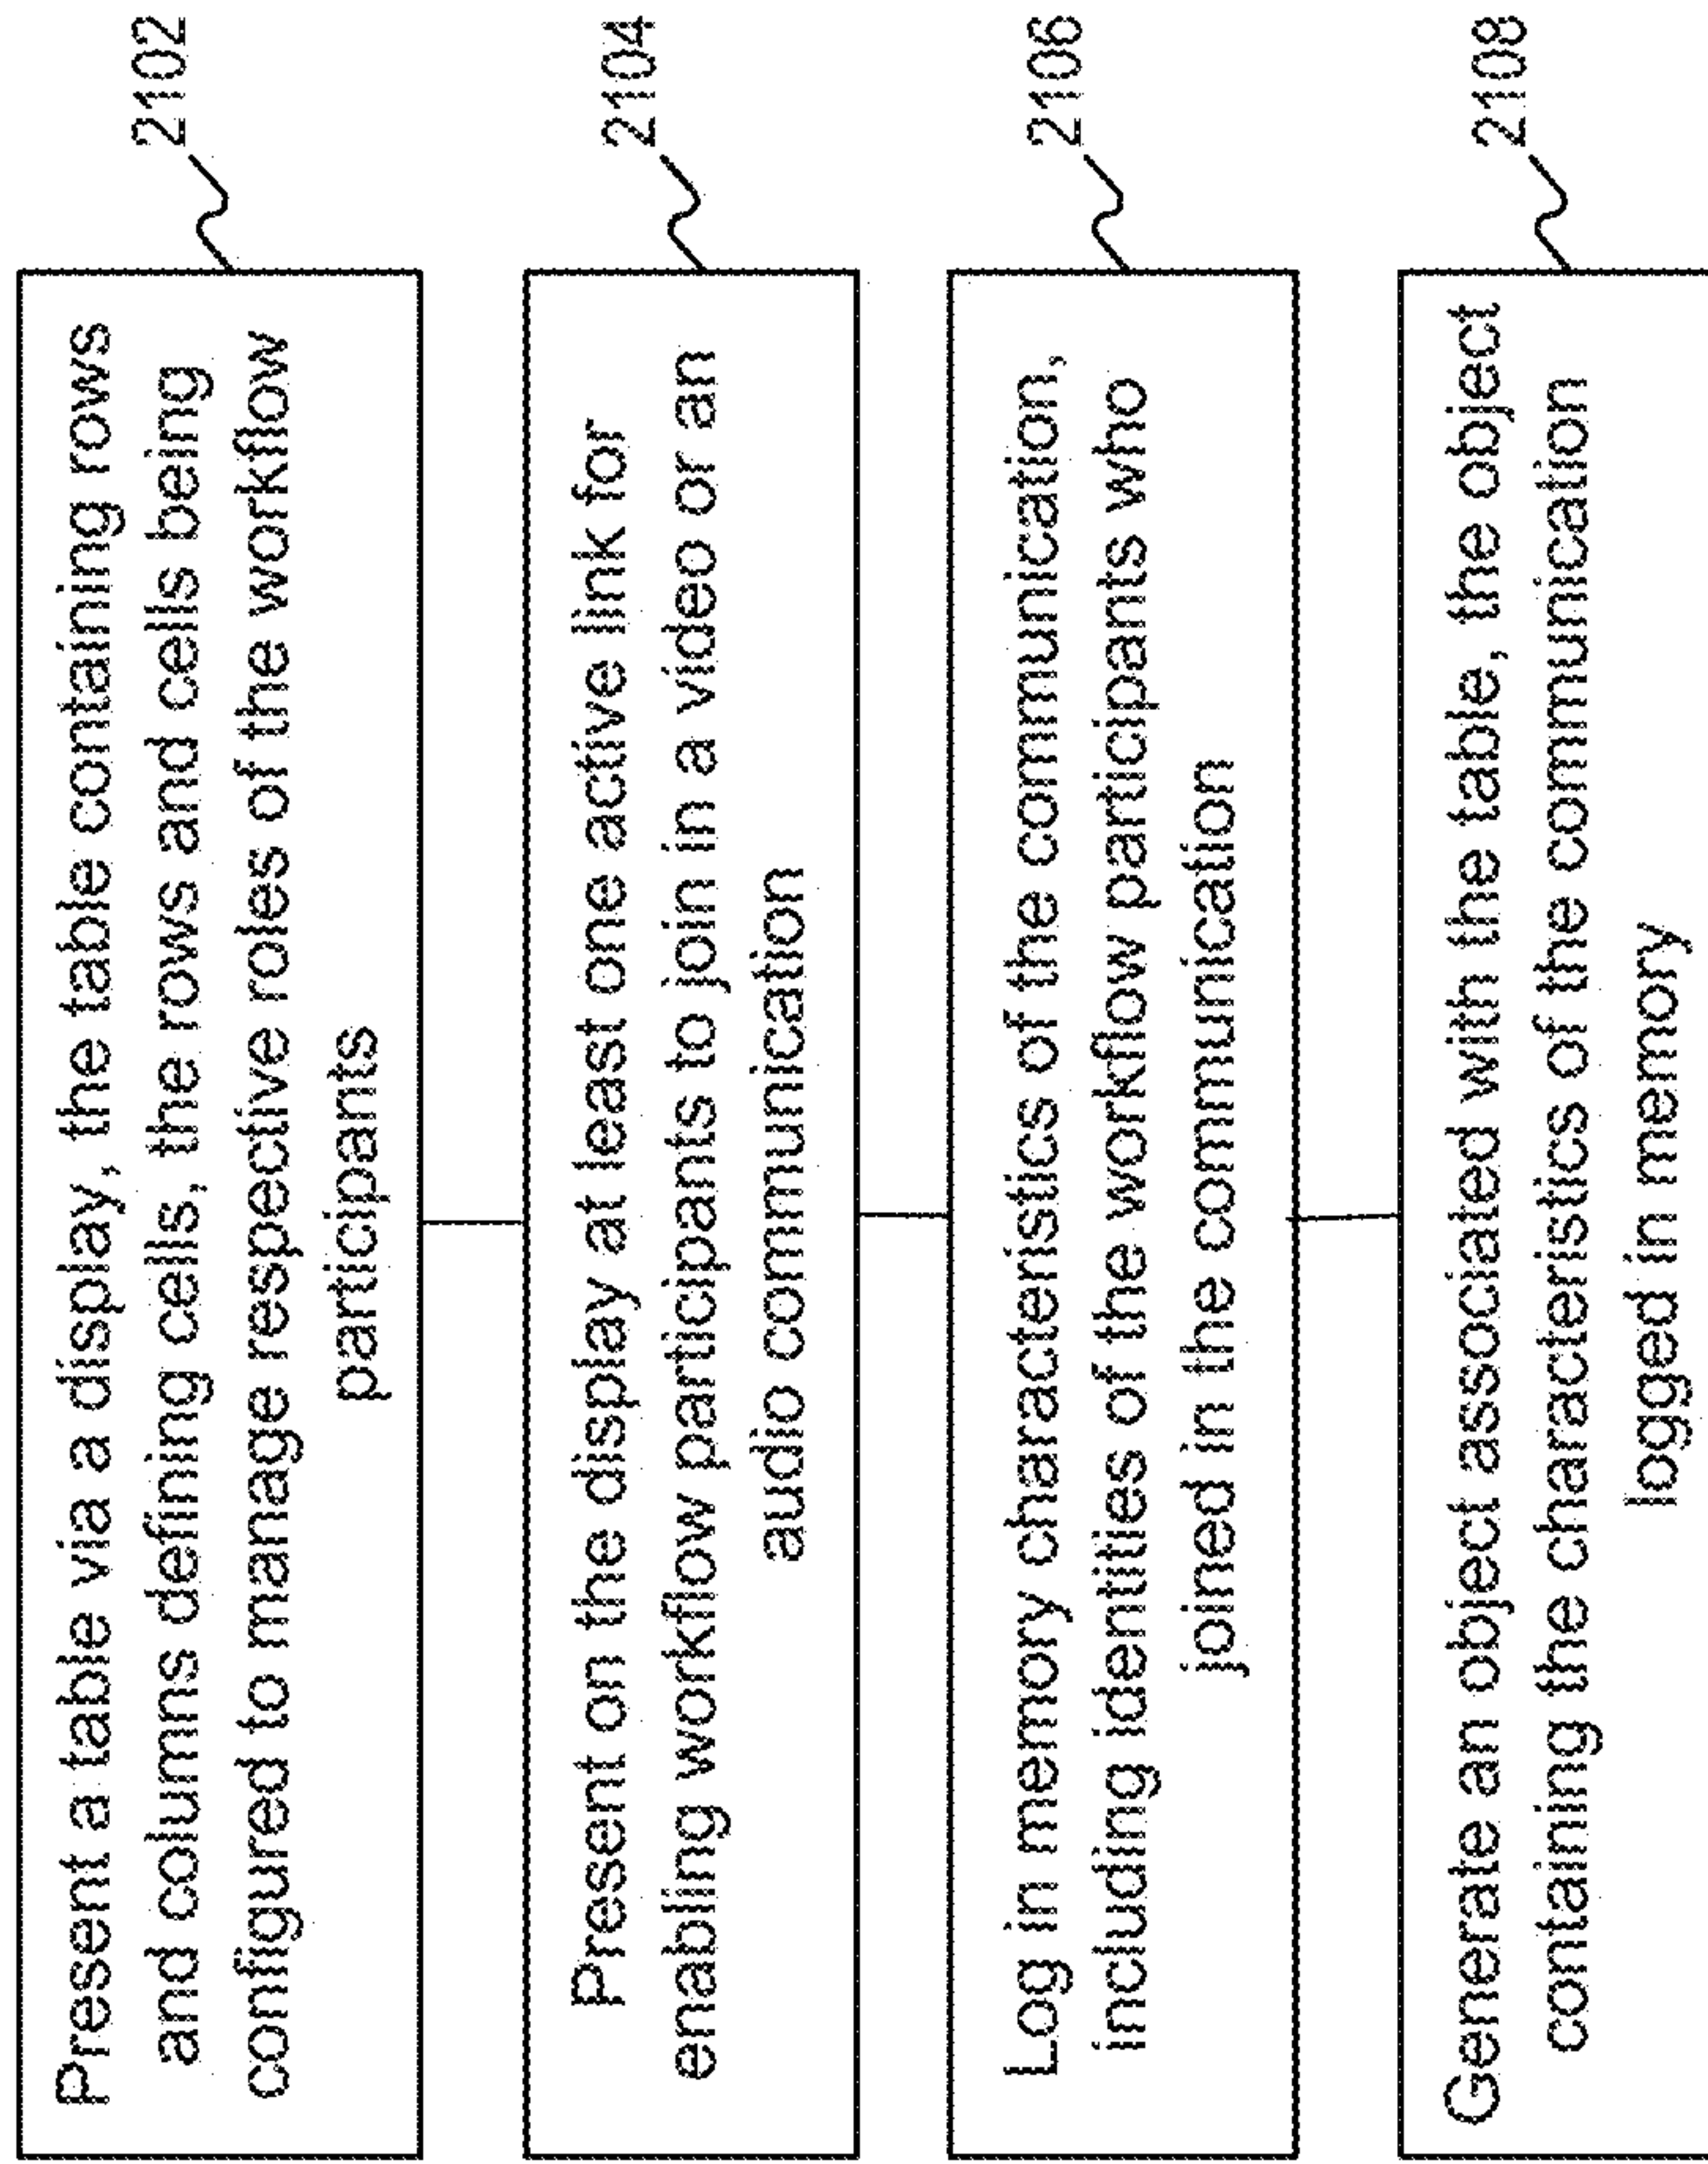 Present a table via a display, the table containing rows
and columns defining cells, the rows and cells being
configured to manage respective roles of the workflow
participants
2102
Present on the display at least one active link for
enabling workflow participants to join in a video or an
audio communication
2104
Log in memory characteristics of the communication,
including identities of the workflow participants who
joined in the communication
2106
Generate an object associated with the table, the object
containing the characteristics of the communication
logged in memory
2108